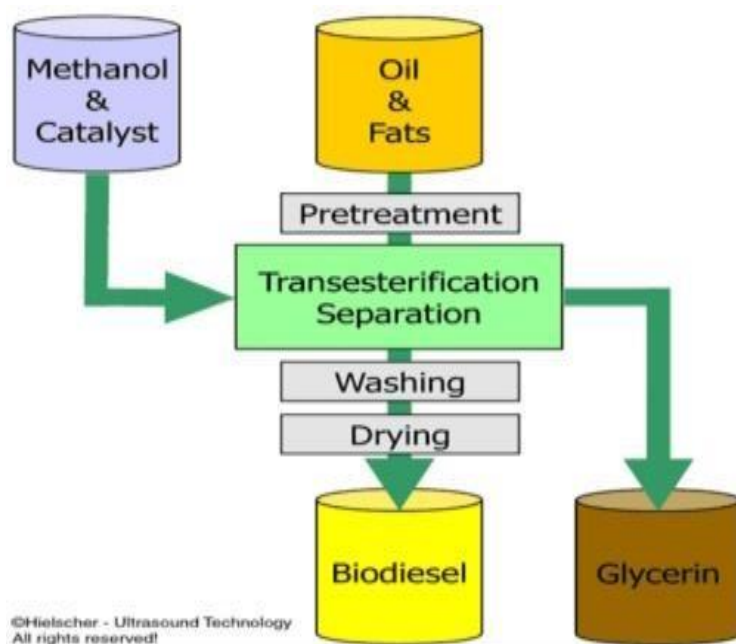 Methanol
&
Catalyst
Oil
&
Fats
Pretreatment
Transesterification
Separation
Washing
Drying
Biodiesel
Glycerin
©Hielscher - Ultrasound Technology
All rights reserved!